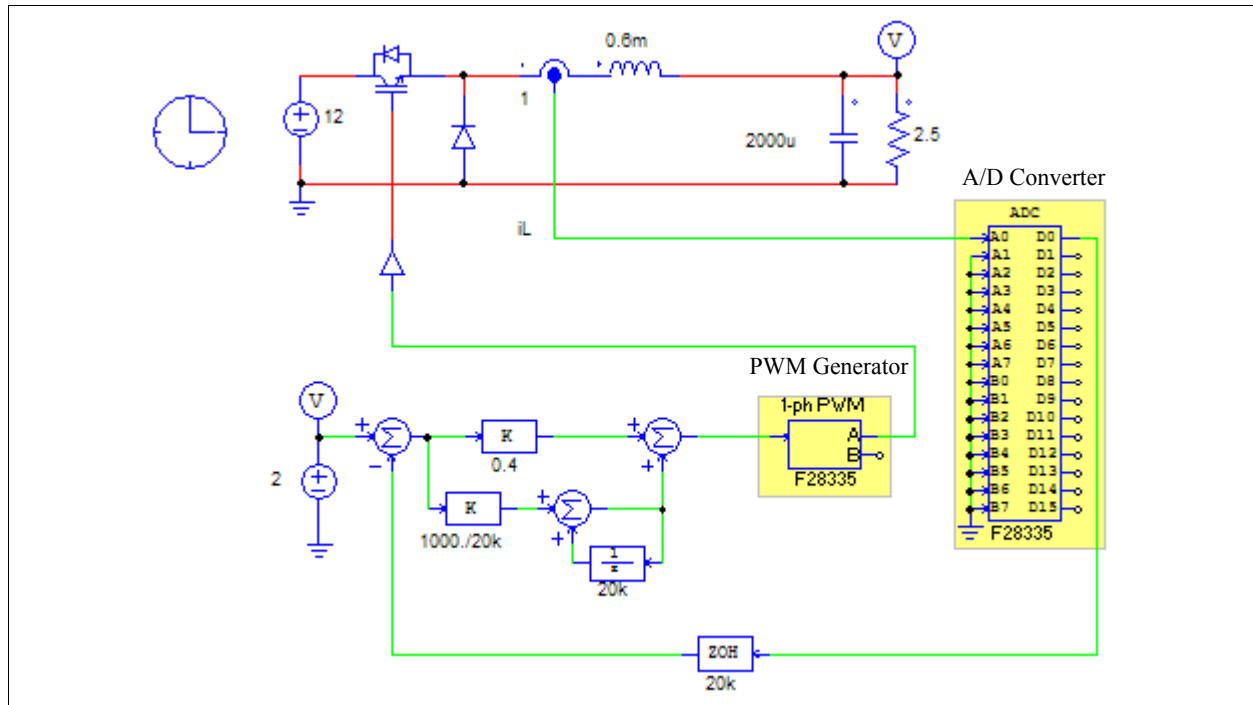 V
0.6m
12
1
2000u
2.5
A/D Converter
ADC
A0 D0
A1 D1
A2 D2
A3 D3
A4 D4
A5 D5
A6 D6
A7 D7
B0 D8
B1 D9
B2 D10
B3 D11
B4 D12
B5 D13
B6 D14
B7 D15
F28335
iL
PWM Generator
1-ph PWM
A
B
F28335
V
2
+
Σ
-
K
0.4
+
Σ
+
K
1000./20k
+
Σ
+
1
z
20k
ZOH
20k